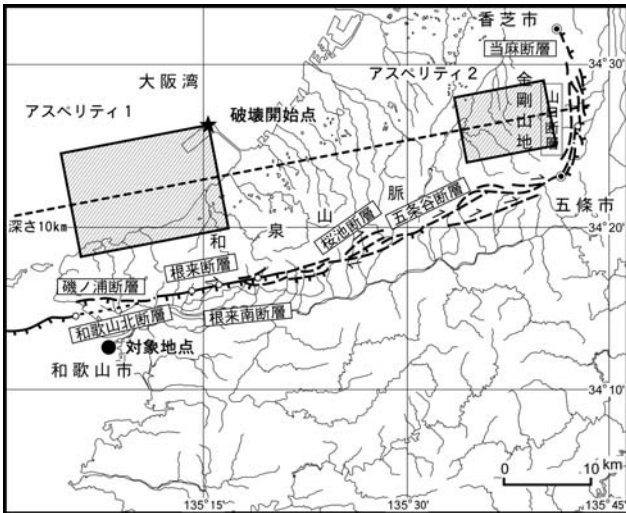 香芝市
当麻断層
34°30'
大阪湾
アスペリティ2
アスペリティ1
破壊開始点
金剛山地
山田断層
深さ10km
和泉山脈
五条谷断層
桜池断層
五條市
34°20'
根来断層
磯ノ浦断層
和歌山北断層
根来南断層
対象地点
和歌山市
34°10'
0 10 km
135°15' 135°30' 135°45'